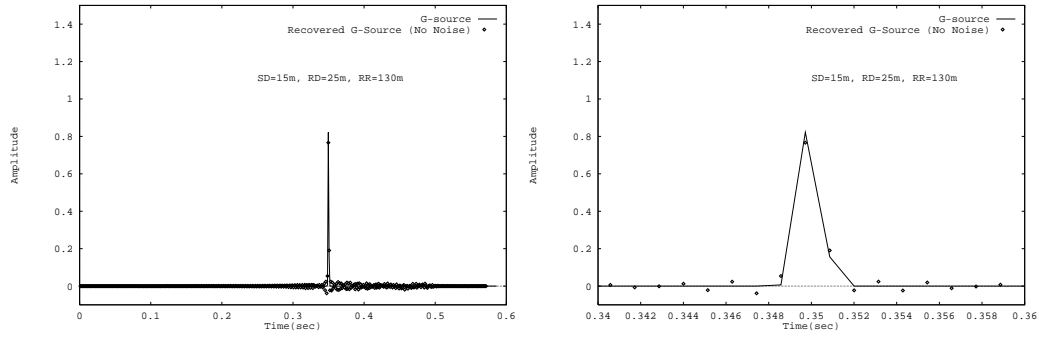 G-source
Recovered G-Source (No Noise)
SD=15m, RD=25m, RR=130m
Amplitude
1.4
1.2
1
0.8
0.6
0.4
0.2
0
0 0.1 0.2 0.3 0.4 0.5 0.6
Time(sec)
G-source
Recovered G-Source (No Noise)
SD=15m, RD=25m, RR=130m
Amplitude
1.4
1.2
1
0.8
0.6
0.4
0.2
0
0.34 0.342 0.344 0.346 0.348 0.35 0.352 0.354 0.356 0.358 0.36
Time(sec)